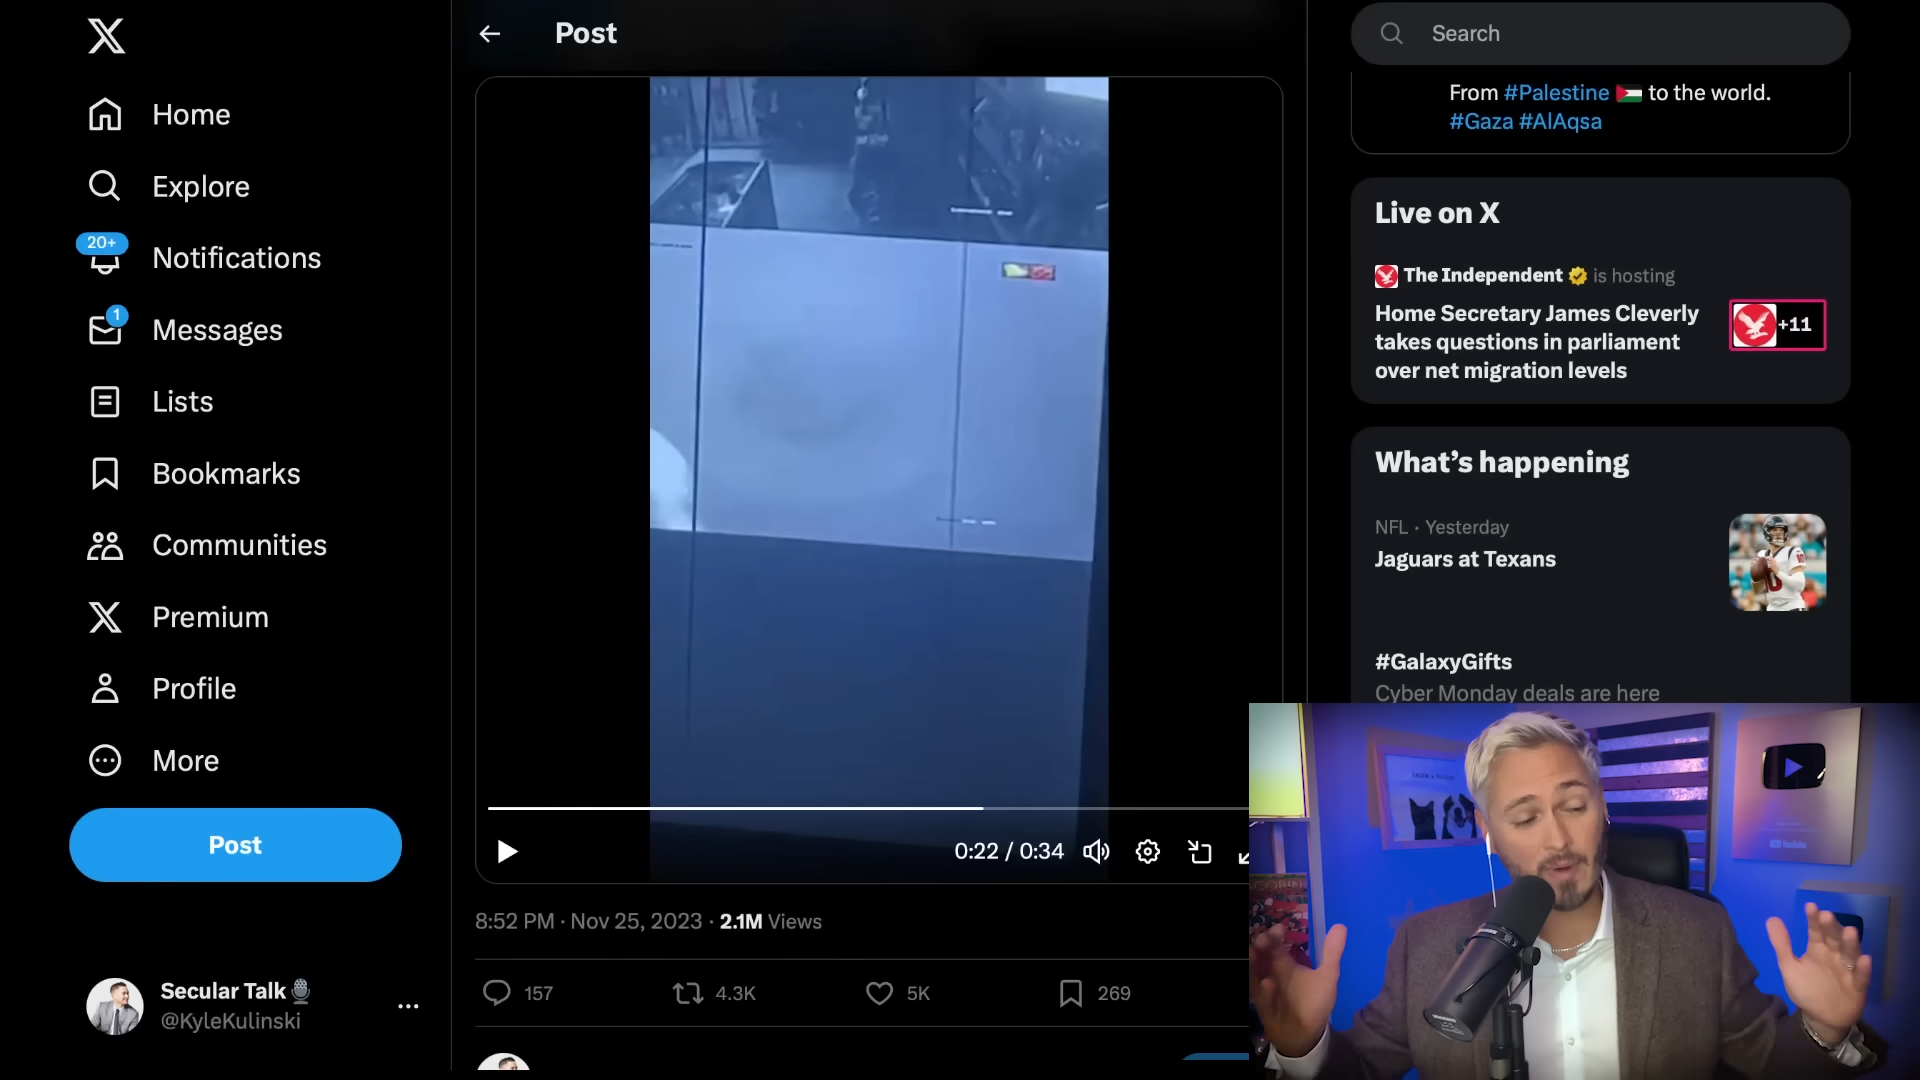 Home
Explore
20+
Notifications
1
Messages
Lists
Bookmarks
Communities
Premium
Profile
More
Post
Secular Talk
@KyleKulinski
Post
0:22 / 0:34
8:52 PM · Nov 25, 2023 · 2.1M Views
157
4.3K
5K
269
Search
From #Palestine to the world.
#Gaza #AlAqsa
Live on X
The Independent is hosting
Home Secretary James Cleverly
takes questions in parliament
over net migration levels
+11
What's happening
NFL · Yesterday
Jaguars at Texans
#GalaxyGifts
Cyber Monday deals are here